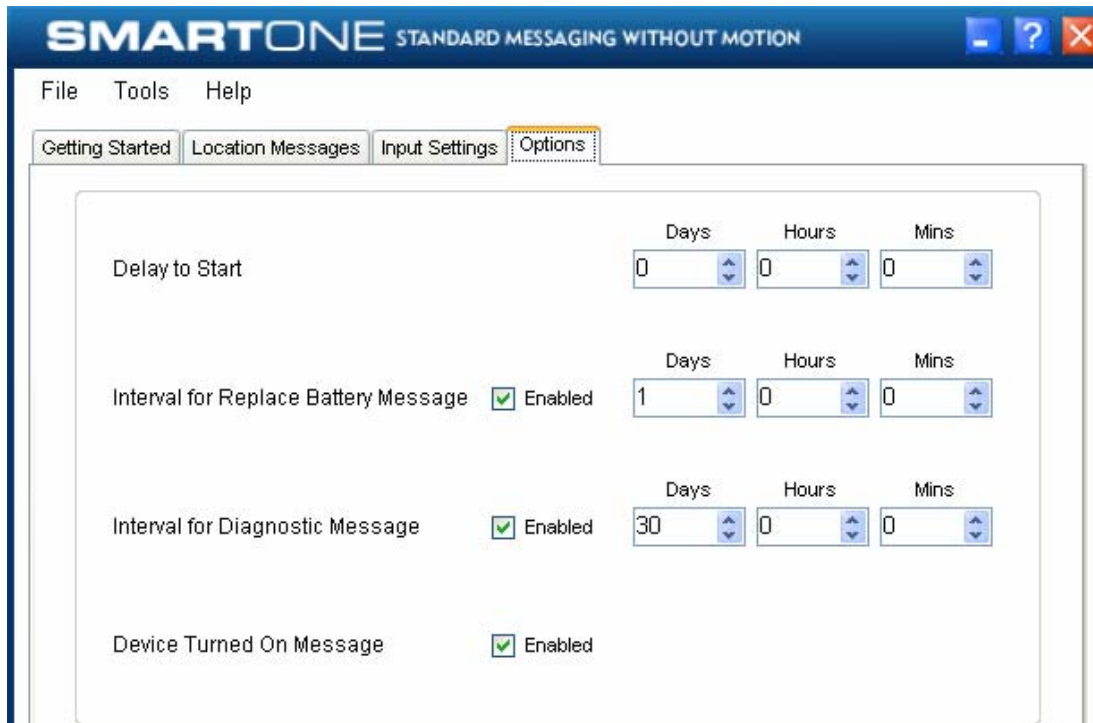 SMARTONE STANDARD MESSAGING WITHOUT MOTION ?
File Tools Help
Getting Started Location Messages Input Settings Options
Days Hours Mins
Delay to Start 0 0 0
Days Hours Mins
Interval for Replace Battery Message Enabled 1 0 0
Days Hours Mins
Interval for Diagnostic Message Enabled 30 0 0
Device Turned On Message Enabled